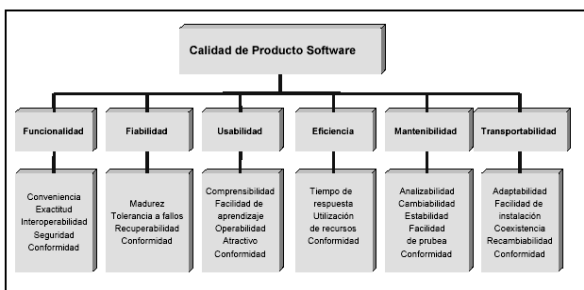 Calidad de Producto Software
Funcionalidad
Fiabilidad
Usabilidad
Eficiencia
Mantenibilidad
Transportabilidad
Conveniencia
Exactitud
Interoperabilidad
Seguridad
Conformidad
Madurez
Tolerancia a fallos
Recuperabilidad
Conformidad
Comprensibilidad
Facilidad de
aprendizaje
Operabilidad
Atractivo
Conformidad
Tiempo de
respuesta
Utilización
de recursos
Conformidad
Analizabilidad
Cambiabilidad
Estabilidad
Facilidad
de prubea
Conformidad
Adaptabilidad
Facilidad de
instalación
Coexistencia
Recambiabilidad
Conformidad